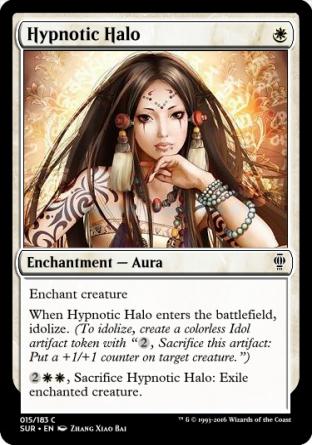 Hypnotic Halo
Enchantment — Aura
Enchant creature
When Hypnotic Halo enters the battlefield,
idolize. (To idolize, create a colorless Idol
artifact token with “2, Sacrifice this artifact:
Put a +1/+1 counter on target creature.”)
2, Sacrifice Hypnotic Halo: Exile
enchanted creature.
015/183 C
SUR • EN Zhang Xiao Bai
™ & © 1993-2016 Wizards of the Coast